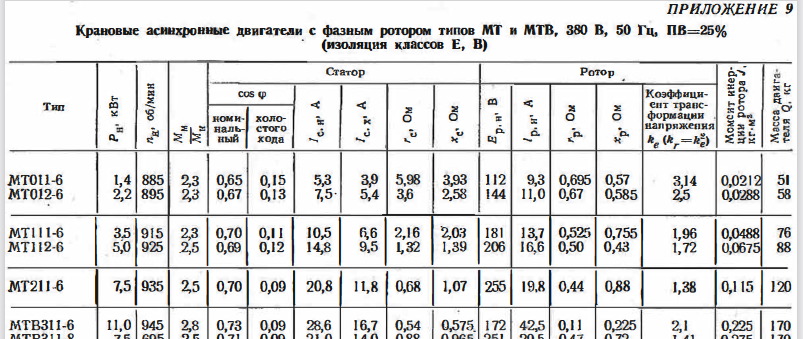 ПРИЛОЖЕНИЕ 9
Крановые асинхронные двигатели с фазным ротором типов МТ и МТВ, 380 В, 50 Гц, ПВ=25%
(изоляция классов Е, В)
Тип Pн, кВт nн, об/мин Mм/Mн Статор Ротор Момент инерции ротора J, кг·м² Масса двигателя Q, кг
cos φ Iс.н, А Iс.х, А rс, Ом xс, Ом Eр.н, В Iр.н, А rр, Ом xр, Ом Коэффици-
ент транс-
формации
напряжения
kе (kr=kе²)
номи- холо-
наль- стого
ный хода
МТ011-6 1,4 885 2,3 0,65 0,15 5,3 3,9 5,98 3,93 112 9,3 0,695 0,57 3,14 0,0212 51
МТ012-6 2,2 895 2,3 0,67 0,13 7,5 5,4 3,6 2,58 144 11,0 0,67 0,585 2,5 0,0288 58
МТ111-6 3,5 915 2,3 0,70 0,11 10,5 6,6 2,16 2,03 181 13,7 0,525 0,755 1,96 0,0488 76
МТ112-6 5,0 925 2,5 0,69 0,12 14,8 9,5 1,32 1,39 206 16,6 0,50 0,43 1,72 0,0675 88
МТ211-6 7,5 935 2,5 0,70 0,09 20,8 11,8 0,68 1,07 255 19,8 0,44 0,88 1,38 0,115 120
МТВ311-6 11,0 945 2,8 0,73 0,09 28,6 16,7 0,54 0,575 172 42,5 0,11 0,225 2,1 0,225 170